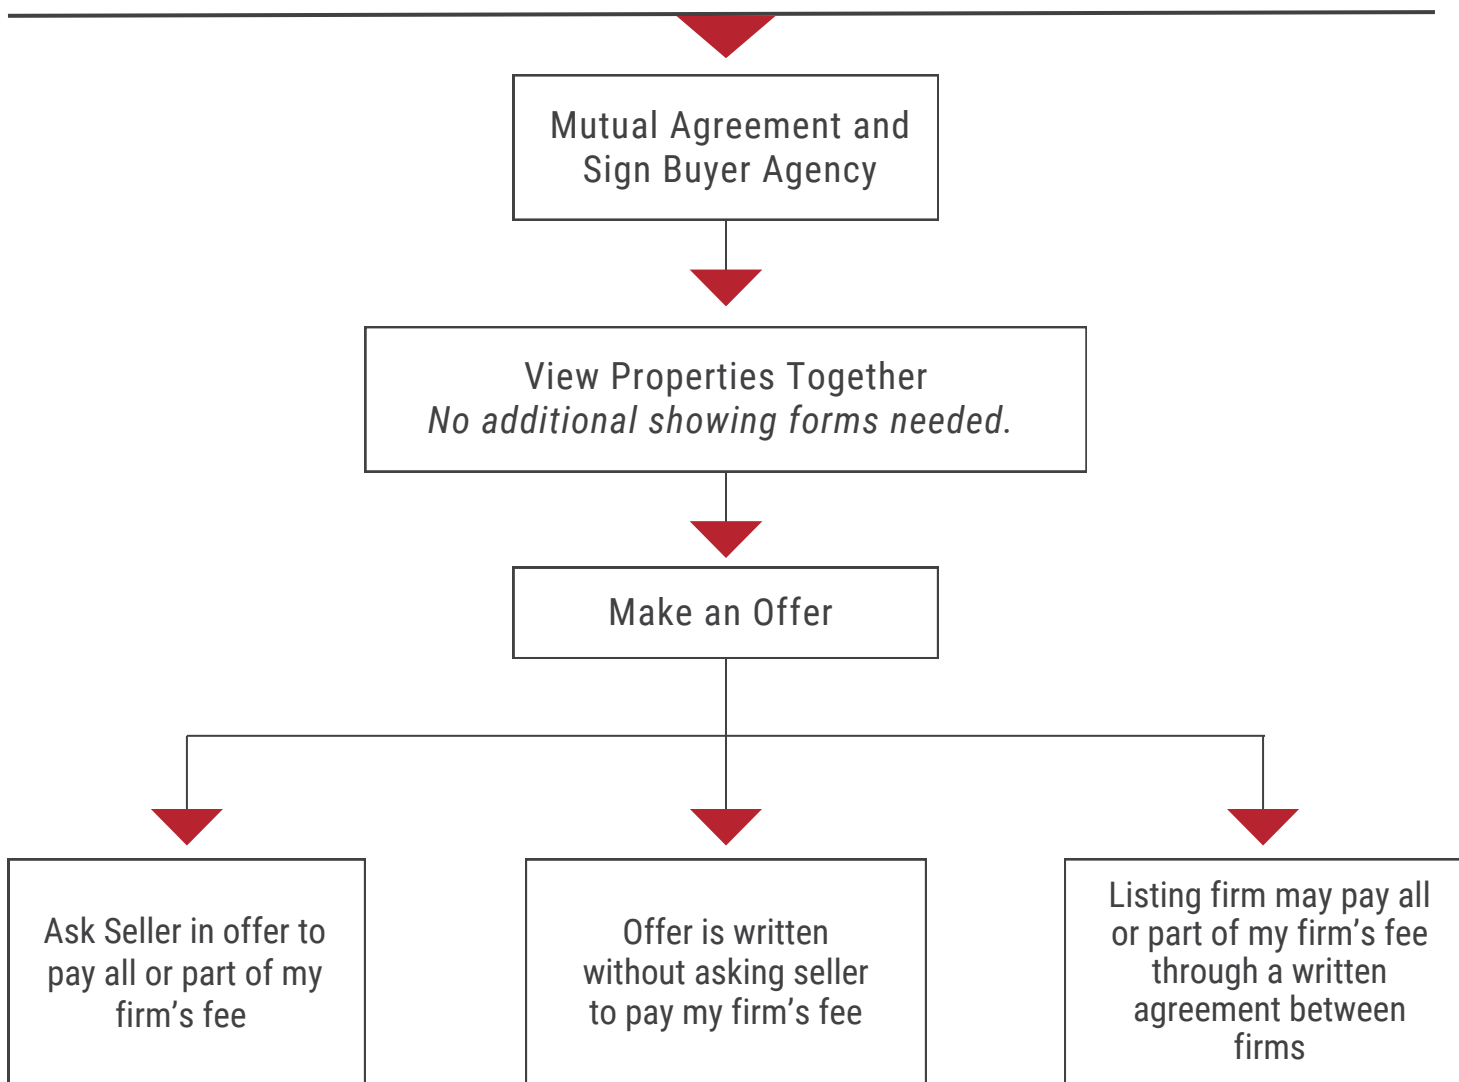 Mutual Agreement and
Sign Buyer Agency
View Properties Together
No additional showing forms needed.
Make an Offer
Ask Seller in offer to
pay all or part of my
firm's fee
Offer is written
without asking seller
to pay my firm's fee
Listing firm may pay all
or part of my firm's fee
through a written
agreement between
firms